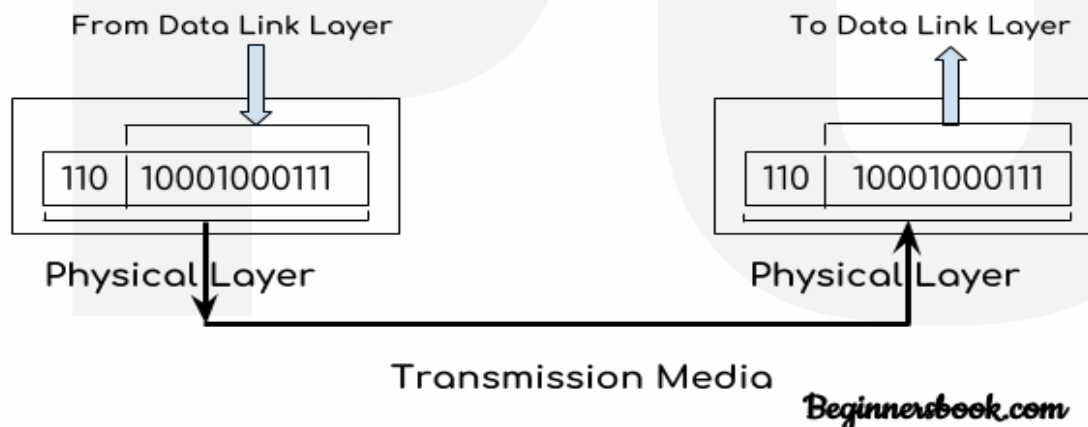 From Data Link Layer
To Data Link Layer
110 10001000111
110 10001000111
Physical Layer
Physical Layer
Transmission Media
Beginnersbook.com